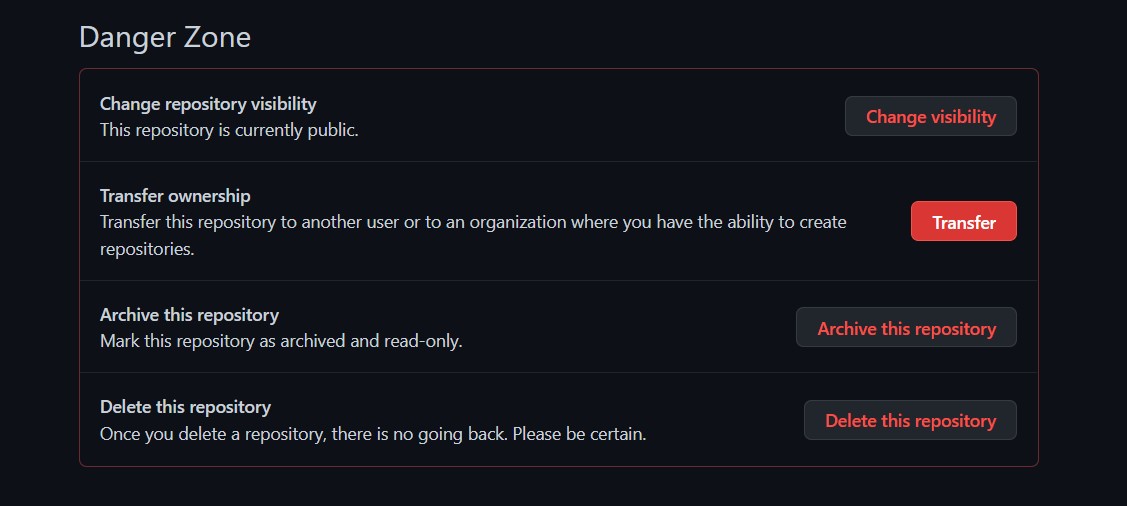 Danger Zone
Change repository visibility
This repository is currently public.
Change visibility
Transfer ownership
Transfer this repository to another user or to an organization where you have the ability to create
repositories.
Transfer
Archive this repository
Mark this repository as archived and read-only.
Archive this repository
Delete this repository
Once you delete a repository, there is no going back. Please be certain.
Delete this repository